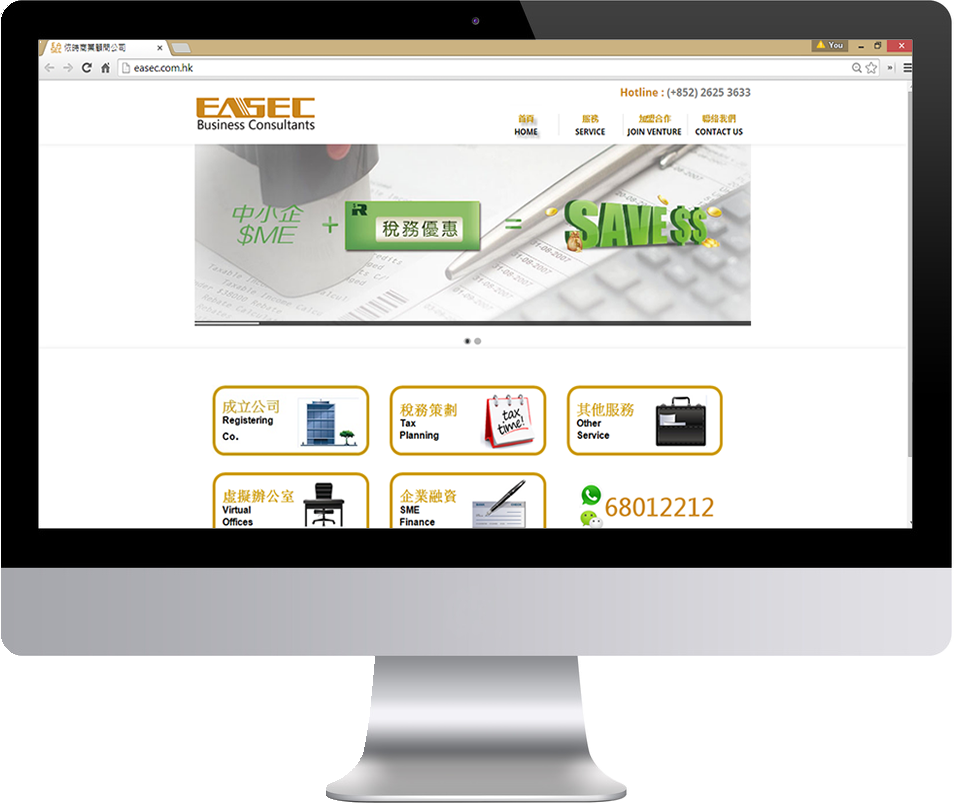 依時商業顧問公司
You
easec.com.hk
EASEC
Business Consultants
Hotline : (+852) 2625 3633
首頁 服務 加盟合作 聯絡我們
HOME SERVICE JOIN VENTURE CONTACT US
中小企
$ME
+
稅務優惠
=
SAVE $$
31-08-2007
成立公司
Registering
Co.
稅務策劃
Tax
Planning
tax
time!
其他服務
Other
Service
虛擬辦公室
Virtual
Offices
企業融資
SME
Finance
68012212